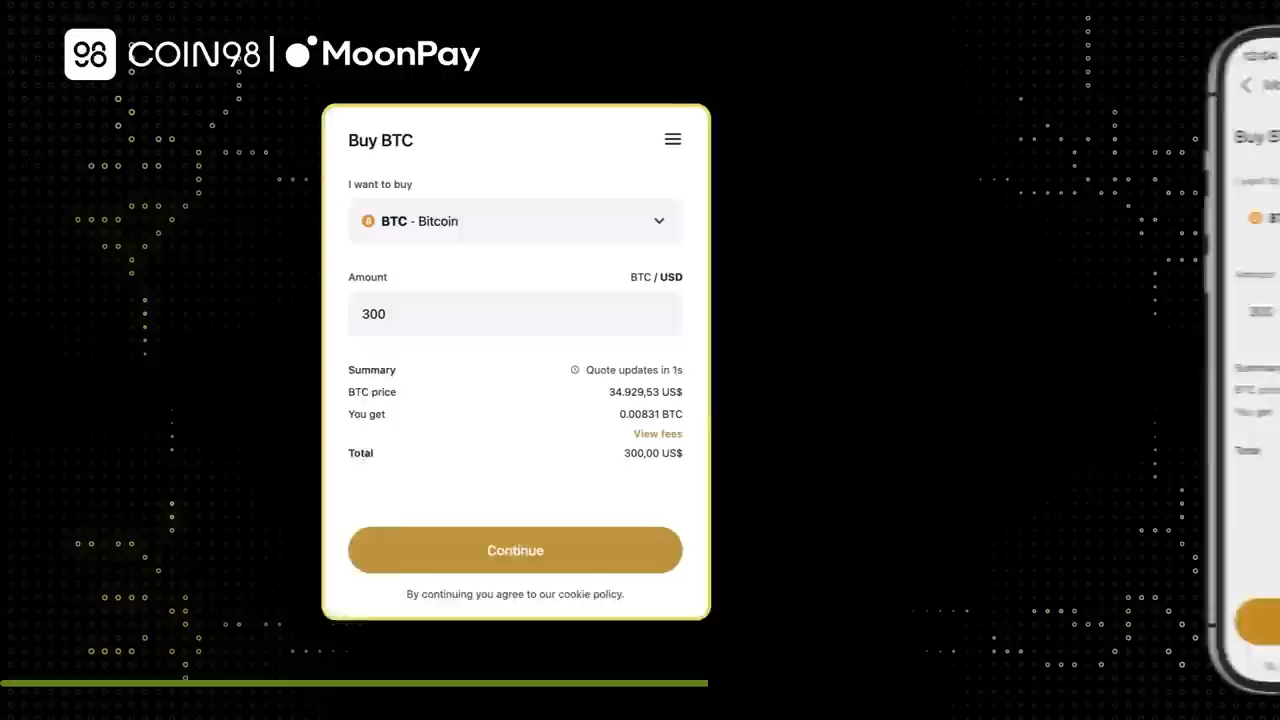 98 COIN98 | MoonPay
Buy BTC
I want to buy
BTC - Bitcoin
Amount BTC / USD
300
Summary Quote updates in 1s
BTC price 34.929,53 US$
You get 0.00831 BTC
View fees
Total 300,00 US$
Continue
By continuing you agree to our cookie policy.
Buy B